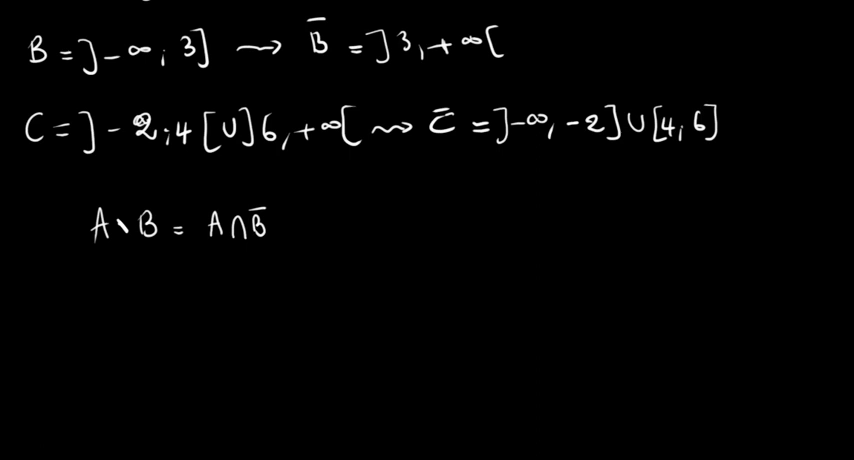 B = ]-∞, 3] ⟶ B̅ = ]3, +∞[
C = ]-2, 4[ ∪ ]6, +∞[ ⟿ C̅ = ]-∞, -2] ∪ [4, 6]
A \ B = A ∩ B̅